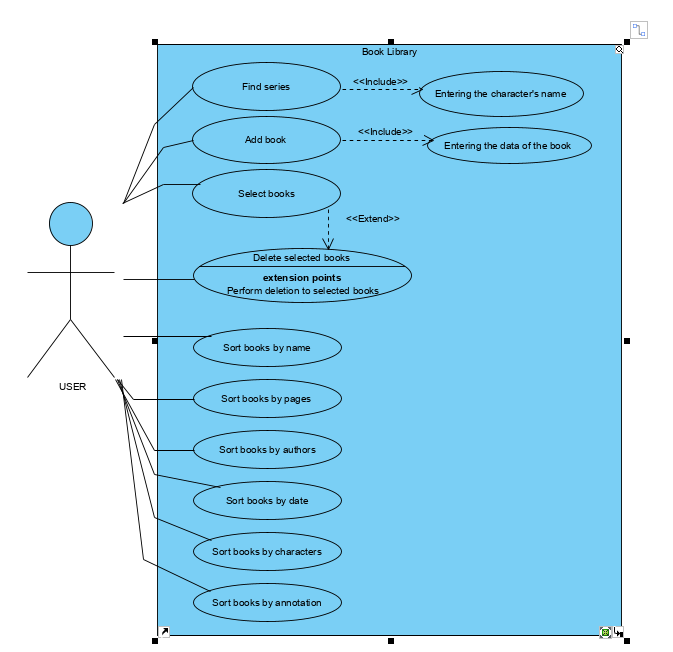 Book Library
Find series
<<Include>>
Entering the character's name
Add book
<<Include>>
Entering the data of the book
Select books
<<Extend>>
Delete selected books
extension points
Perform deletion to selected books
USER
Sort books by name
Sort books by pages
Sort books by authors
Sort books by date
Sort books by characters
Sort books by annotation